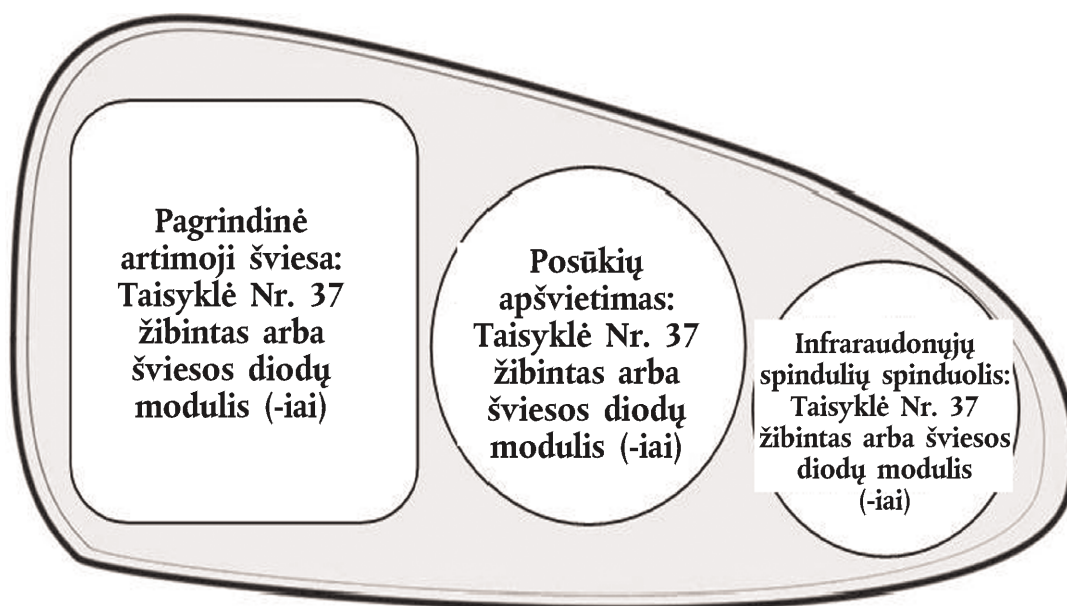 Pagrindinė
artimoji šviesa:
Taisyklė Nr. 37
žibintas arba
šviesos diodų
modulis (-iai)
Posūkių
apšvietimas:
Taisyklė Nr. 37
žibintas arba
šviesos diodų
modulis (-iai)
Infraraudonųjų
spindulių spinduolis:
Taisyklė Nr. 37
žibintas arba šviesos
diodų modulis
(-iai)